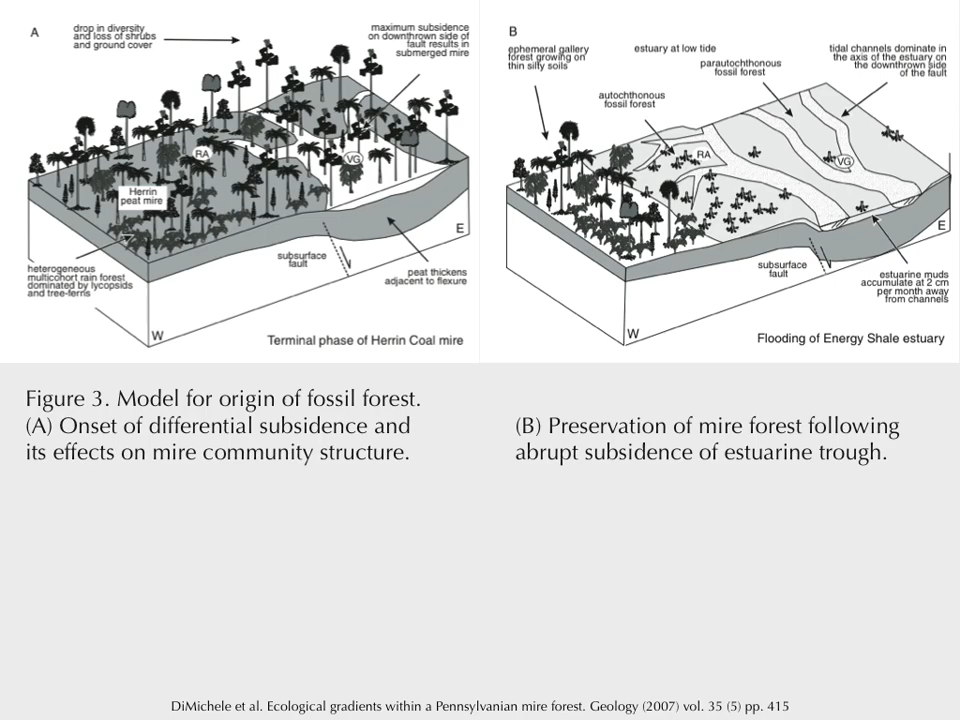 A
drop in diversity
and loss of shrubs
and ground cover
maximum subsidence
on downthrown side of
fault results in
submerged mire
RA
VG
Herrin
peat mire
E
subsurface
fault
heterogeneous
multicohort rain forest
dominated by lycopsids
and tree-ferns
peat thickens
adjacent to flexure
W
Terminal phase of Herrin Coal mire
B
ephemeral gallery
forest growing on
thin silty soils
estuary at low tide
parautochthonous
fossil forest
tidal channels dominate in
the axis of the estuary on
the downthrown side
of the fault
autochthonous
fossil forest
RA
VG
E
subsurface
fault
estuarine muds
accumulate at 2 cm
per month away
from channels
W
Flooding of Energy Shale estuary
Figure 3. Model for origin of fossil forest.
(A) Onset of differential subsidence and
its effects on mire community structure.
(B) Preservation of mire forest following
abrupt subsidence of estuarine trough.
DiMichele et al. Ecological gradients within a Pennsylvanian mire forest. Geology (2007) vol. 35 (5) pp. 415